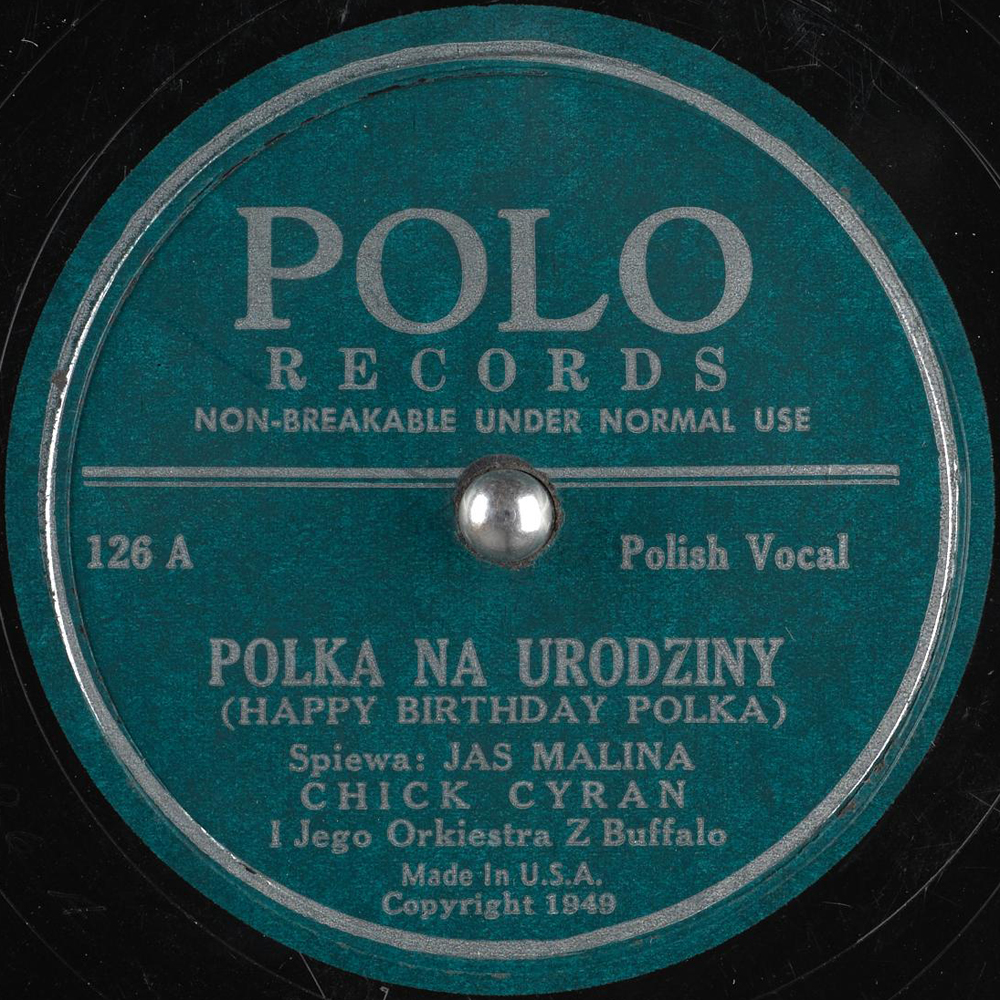 POLO
RECORDS
NON-BREAKABLE UNDER NORMAL USE
126 A
Polish Vocal
POLKA NA URODZINY
(HAPPY BIRTHDAY POLKA)
Spiewa: JAS MALINA
CHICK CYRAN
I Jego Orkiestra Z Buffalo
Made In U.S.A.
Copyright 1949